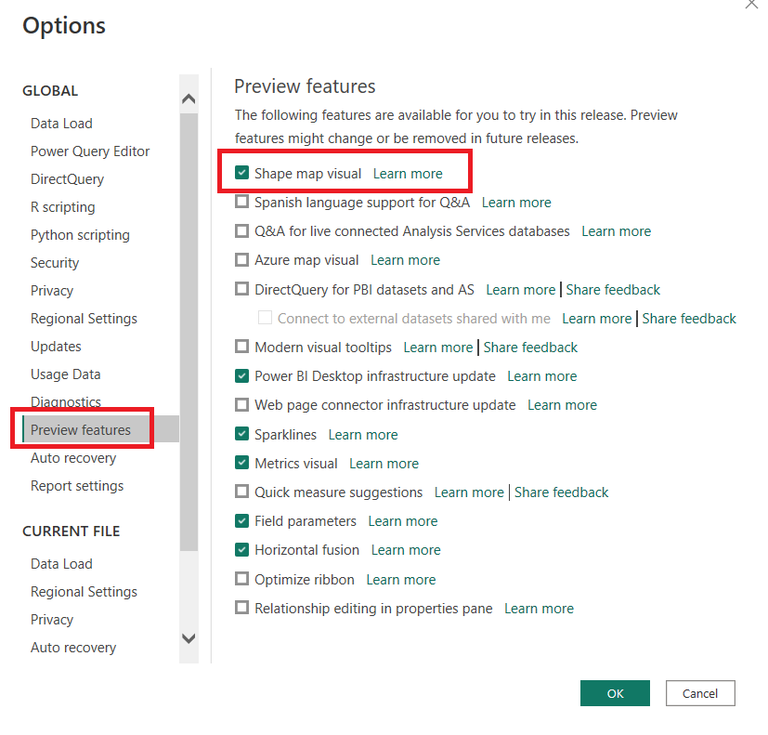 Options
GLOBAL
Data Load
Power Query Editor
DirectQuery
R scripting
Python scripting
Security
Privacy
Regional Settings
Updates
Usage Data
Diagnostics
Preview features
Auto recovery
Report settings
CURRENT FILE
Data Load
Regional Settings
Privacy
Auto recovery
Preview features
The following features are available for you to try in this release. Preview
features might change or be removed in future releases.
Shape map visual Learn more
Spanish language support for Q&A Learn more
Q&A for live connected Analysis Services databases Learn more
Azure map visual Learn more
DirectQuery for PBI datasets and AS Learn more | Share feedback
Connect to external datasets shared with me Learn more | Share feedback
Modern visual tooltips Learn more | Share feedback
Power BI Desktop infrastructure update Learn more
Web page connector infrastructure update Learn more
Sparklines Learn more
Metrics visual Learn more
Quick measure suggestions Learn more | Share feedback
Field parameters Learn more
Horizontal fusion Learn more
Optimize ribbon Learn more
Relationship editing in properties pane Learn more
OK Cancel